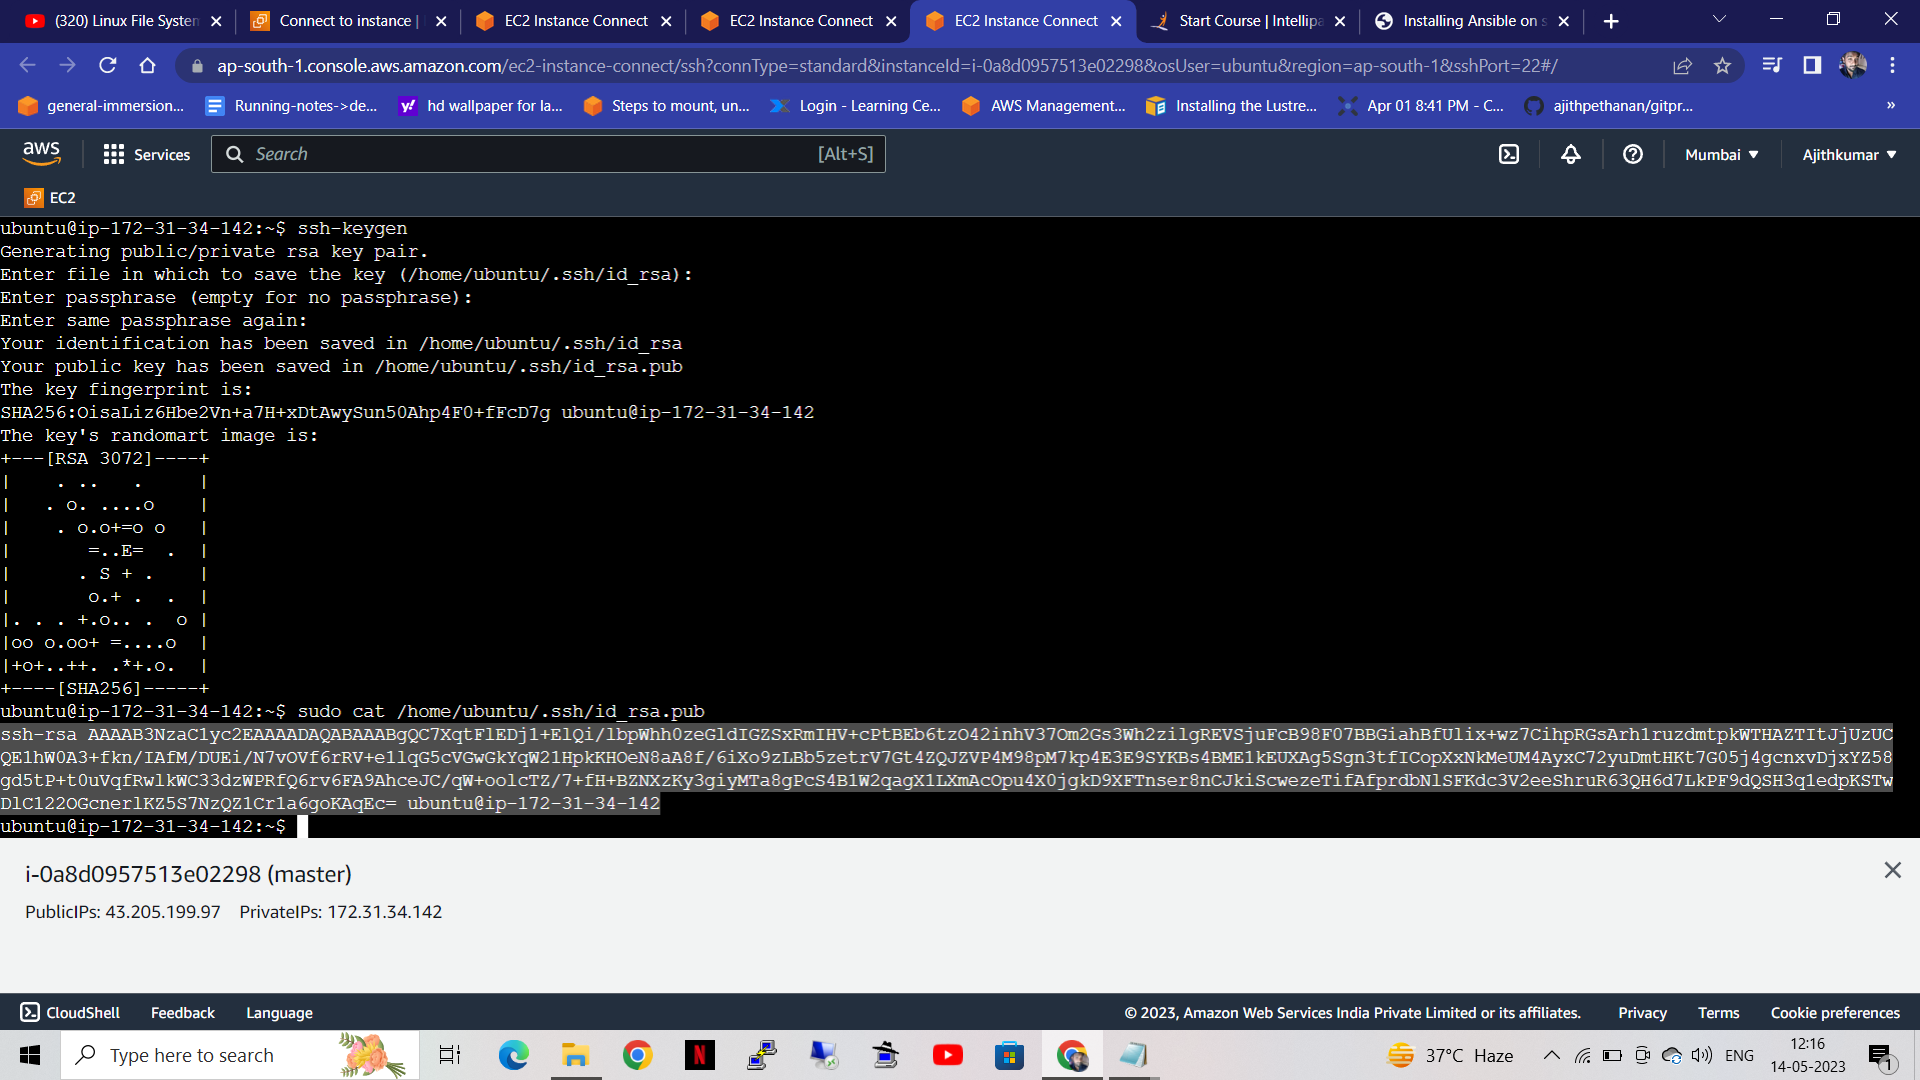 (320) Linux File System
Connect to instance |
EC2 Instance Connect
EC2 Instance Connect
EC2 Instance Connect
Start Course | Intellipa
Installing Ansible on s
ap-south-1.console.aws.amazon.com/ec2-instance-connect/ssh?connType=standard&instanceId=i-0a8d0957513e02298&osUser=ubuntu&region=ap-south-1&sshPort=22#/
general-immersion...
Running-notes->de...
hd wallpaper for la...
Steps to mount, un...
Login - Learning Ce...
AWS Management...
Installing the Lustre...
Apr 01 8:41 PM - C...
ajithpethanan/gitpr...
»
aws
Services
Search
[Alt+S]
Mumbai
Ajithkumar
EC2
ubuntu@ip-172-31-34-142:~$ ssh-keygen
Generating public/private rsa key pair.
Enter file in which to save the key (/home/ubuntu/.ssh/id_rsa):
Enter passphrase (empty for no passphrase):
Enter same passphrase again:
Your identification has been saved in /home/ubuntu/.ssh/id_rsa
Your public key has been saved in /home/ubuntu/.ssh/id_rsa.pub
The key fingerprint is:
SHA256:OisaLiz6Hbe2Vn+a7H+xDtAwySun50Ahp4F0+fFcD7g ubuntu@ip-172-31-34-142
The key's randomart image is:
+---[RSA 3072]----+
|    . ..   .     |
|   . o. ....o    |
|    . o.o+=o o   |
|       =..E=  .  |
|      . S + .    |
|       o.+ .  .  |
|. . . +.o.. .  o |
|oo o.oo+ =....o  |
|+o+..++. .*+.o.  |
+----[SHA256]-----+
ubuntu@ip-172-31-34-142:~$ sudo cat /home/ubuntu/.ssh/id_rsa.pub
ssh-rsa AAAAB3NzaC1yc2EAAAADAQABAAABgQC7XqtFlEDj1+ElQi/lbpWhh0zeGldIGZSxRmIHV+cPtBEb6tzO42inhV37Om2Gs3Wh2zilgREVSjuFcB98F07BBGiahBfUlix+wz7CihpRGsArh1ruzdmtpkWTHAZTItJjUzUC
QE1hW0A3+fkn/IAfM/DUEi/N7vOVf6rRV+e1lqG5cVGwGkYqW21HpkKHOeN8aA8f/6iXo9zLBb5zetrV7Gt4ZQJZVP4M98pM7kp4E3E9SYKBs4BME1kEUXAg5Sgn3tfICopXxNkMeUM4AyxC72yuDmtHKt7G05j4gcnxvDjxYZ58
gd5tP+t0uVqfRwlkWC33dzWPRfQ6rv6FA9AhceJC/qW+oolcTZ/7+fH+BZNXzKy3giyMTa8gPcS4BlW2qagX1LXmAcOpu4X0jgkD9XFTnser8nCJkiScwezeTifAfprdbNlSFKdc3V2eeShruR63QH6d7LkPF9dQSH3q1edpKSTw
DlC122OGcnerlKZ5S7NzQZ1Cr1a6goKAqEc= ubuntu@ip-172-31-34-142
ubuntu@ip-172-31-34-142:~$
i-0a8d0957513e02298 (master)
PublicIPs: 43.205.199.97 PrivateIPs: 172.31.34.142
CloudShell
Feedback
Language
© 2023, Amazon Web Services India Private Limited or its affiliates.
Privacy
Terms
Cookie preferences
Type here to search
37°C Haze
ENG
12:16
14-05-2023
1